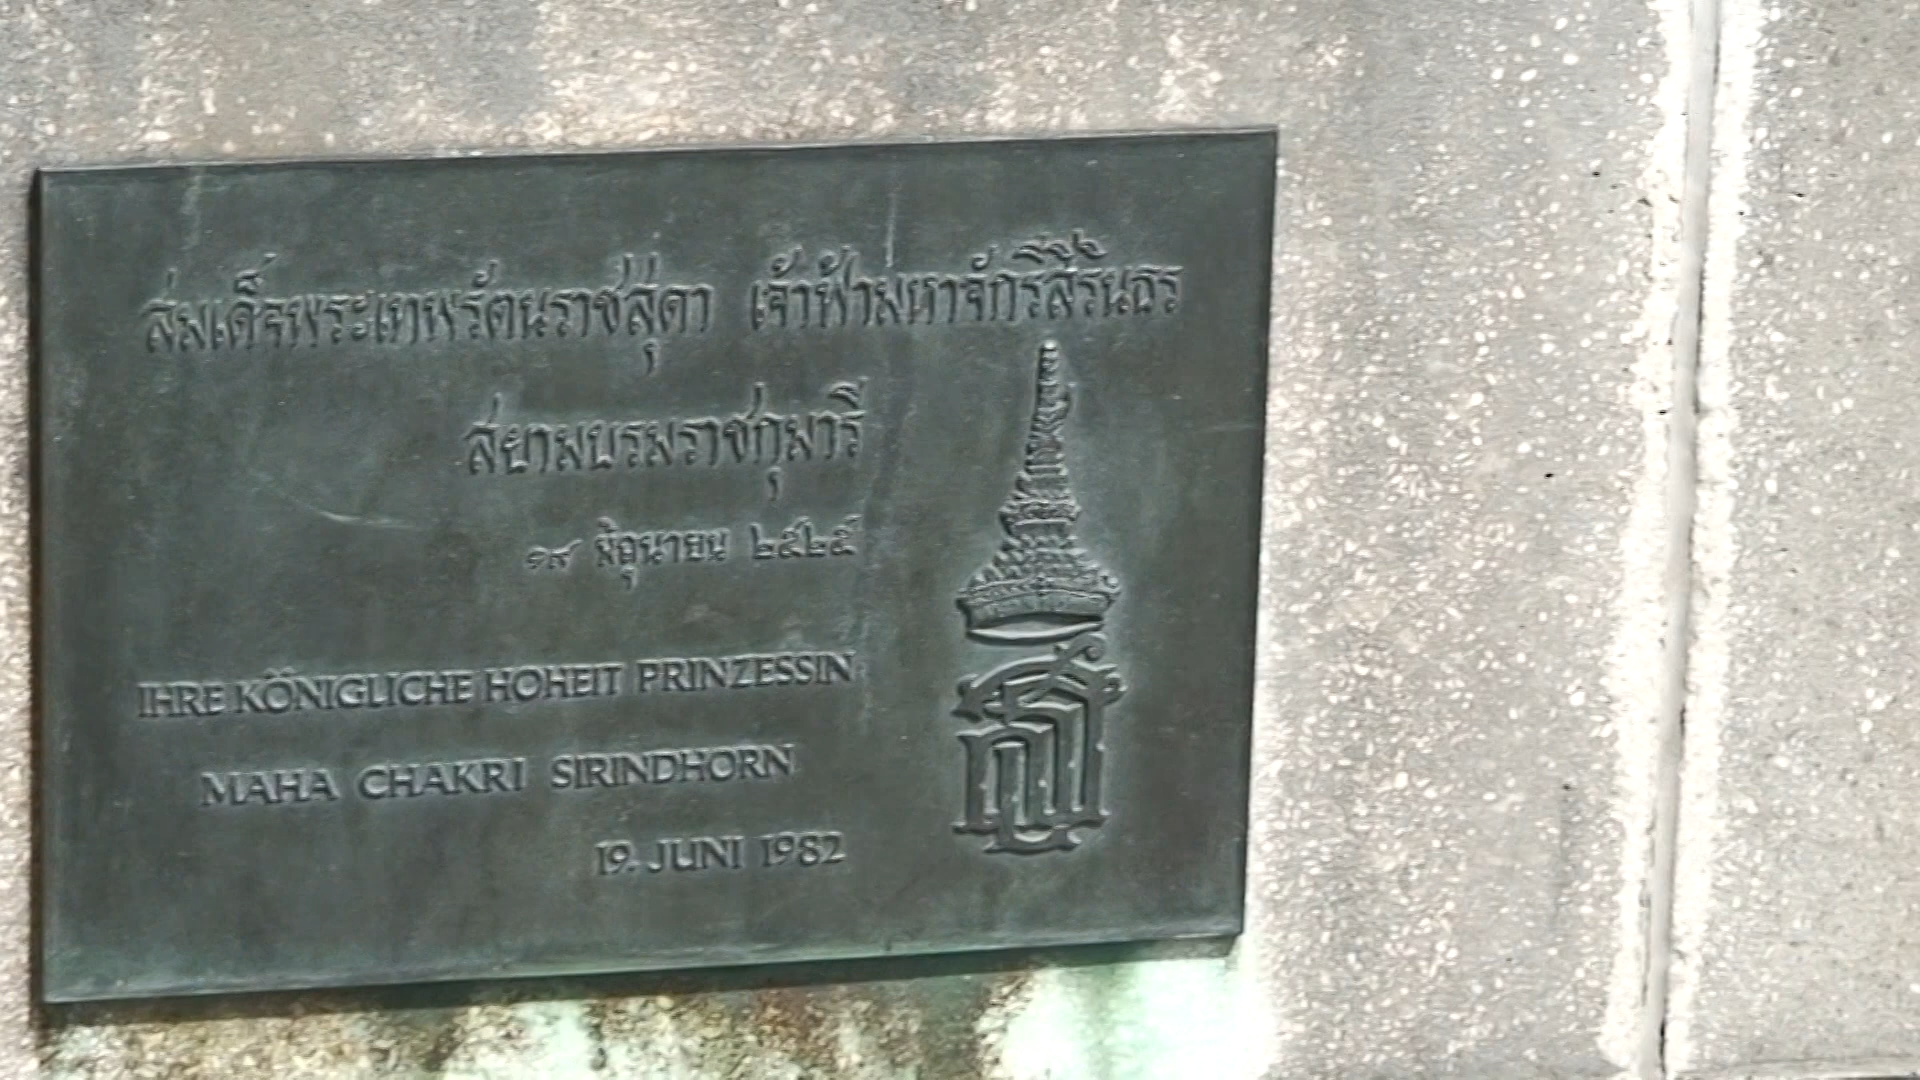 สมเด็จพระเทพรัตนราชสุดา เจ้าฟ้ามหาจักรีสิรินธร
สยามบรมราชกุมารี
๑๙ มิถุนายน ๒๕๒๕
IHRE KÖNIGLICHE HOHEIT PRINZESSIN
MAHA CHAKRI SIRINDHORN
19. JUNI 1982